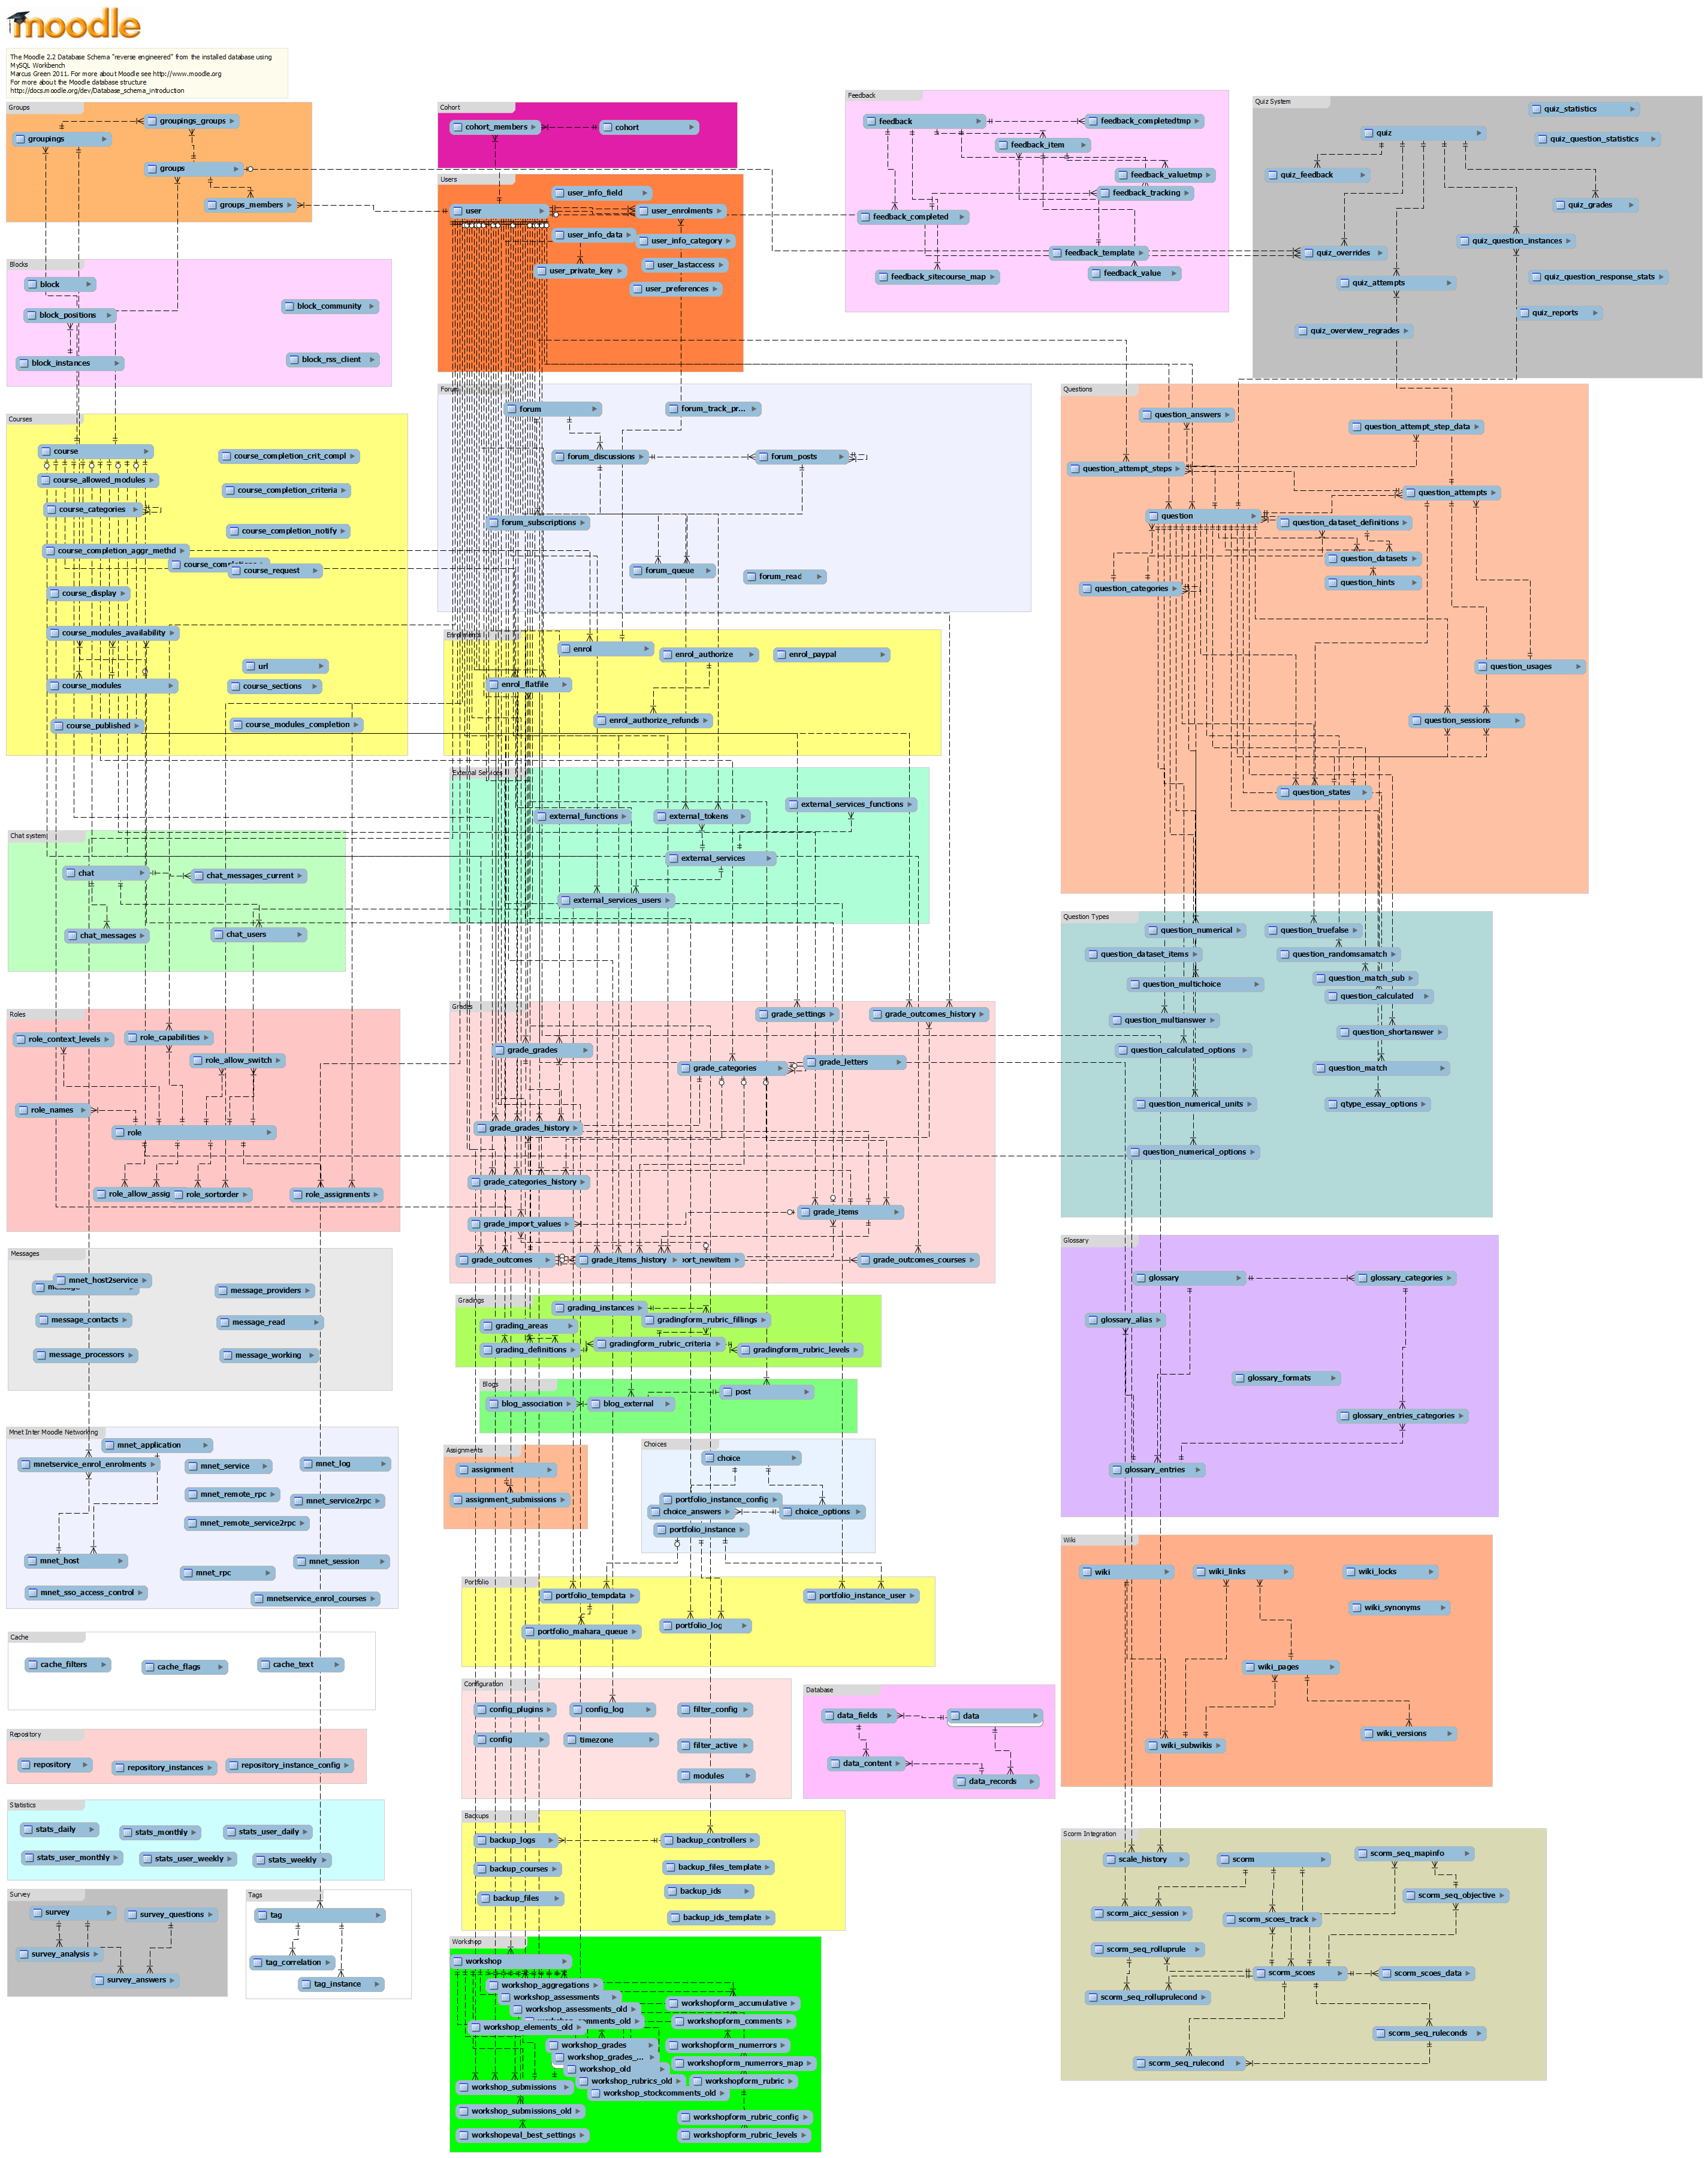 moodle
The Moodle 2.2 Database Schema "reverse engineered" from the installed database using
MySQL Workbench
Marcus Green 2011. For more about Moodle see http://www.moodle.org
For more about the Moodle database structure
http://docs.moodle.org/dev/Database_schema_introduction
Groups
groupings_groups
groupings
groups
groups_members
Cohort
cohort_members
cohort
Users
user_info_field
user
user_enrolments
user_info_data
user_info_category
user_lastaccess
user_private_key
user_preferences
Feedback
feedback
feedback_completedtmp
feedback_item
feedback_valuetmp
feedback_tracking
feedback_completed
feedback_template
feedback_sitecourse_map
feedback_value
Quiz System
quiz_statistics
quiz
quiz_question_statistics
quiz_feedback
quiz_grades
quiz_question_instances
quiz_overrides
quiz_attempts
quiz_question_response_stats
quiz_reports
quiz_overview_regrades
Blocks
block
block_community
block_positions
block_instances
block_rss_client
Courses
course
course_completion_crit_compl
course_allowed_modules
course_completion_criteria
course_categories
course_completion_notify
course_completion_aggr_methd
course_completions
course_request
course_display
course_modules_availability
url
course_modules
course_sections
course_published
course_modules_completion
Forum
forum
forum_track_pr...
forum_discussions
forum_posts
forum_subscriptions
forum_queue
forum_read
Questions
question_answers
question_attempt_step_data
question_attempt_steps
question_attempts
question
question_dataset_definitions
question_datasets
question_hints
question_categories
question_usages
question_sessions
question_states
enrol
enrol_authorize
enrol_paypal
enrol_flatfile
enrol_authorize_refunds
External Services
external_services_functions
external_functions
external_tokens
external_services
external_services_users
Chat system
chat
chat_messages_current
chat_messages
chat_users
Question Types
question_numerical
question_truefalse
question_dataset_items
question_randomsamatch
question_multichoice
question_match_sub
question_calculated
question_multianswer
question_shortanswer
question_calculated_options
question_match
question_numerical_units
qtype_essay_options
question_numerical_options
Roles
role_context_levels
role_capabilities
role_allow_switch
role_names
role
role_allow_assig
role_sortorder
role_assignments
Grades
grade_settings
grade_outcomes_history
grade_grades
grade_categories
grade_letters
grade_grades_history
grade_categories_history
grade_items
grade_import_values
grade_outcomes
grade_items_history
ort_newitem
grade_outcomes_courses
Messages
mnet_host2service
message_providers
message_contacts
message_read
message_processors
message_working
Gradings
grading_instances
grading_areas
gradingform_rubric_fillings
grading_definitions
gradingform_rubric_criteria
gradingform_rubric_levels
Blogs
post
blog_association
blog_external
Glossary
glossary
glossary_categories
glossary_alias
glossary_formats
glossary_entries_categories
glossary_entries
Mnet Inter Moodle Networking
mnet_application
mnetservice_enrol_enrolments
mnet_service
mnet_log
mnet_remote_rpc
mnet_service2rpc
mnet_remote_service2rpc
mnet_host
mnet_session
mnet_rpc
mnet_sso_access_control
mnetservice_enrol_courses
Assignments
assignment
assignment_submissions
Choices
choice
portfolio_instance_config
choice_answers
choice_options
portfolio_instance
Portfolio
portfolio_tempdata
portfolio_instance_user
portfolio_mahara_queue
portfolio_log
Wiki
wiki
wiki_links
wiki_locks
wiki_synonyms
wiki_pages
wiki_versions
wiki_subwikis
Cache
cache_filters
cache_flags
cache_text
Configuration
config_plugins
config_log
filter_config
config
timezone
filter_active
modules
Database
data_fields
data
data_content
data_records
Repository
repository
repository_instances
repository_instance_config
Statistics
stats_daily
stats_monthly
stats_user_daily
stats_user_monthly
stats_user_weekly
stats_weekly
Backups
backup_logs
backup_controllers
backup_courses
backup_files_template
backup_files
backup_ids
backup_ids_template
Scorm Integration
scale_history
scorm
scorm_seq_mapinfo
scorm_seq_objective
scorm_aicc_session
scorm_scoes_track
scorm_seq_rolluprule
scorm_scoes
scorm_scoes_data
scorm_seq_rolluprulecond
scorm_seq_ruleconds
scorm_seq_rulecond
Survey
survey
survey_questions
survey_analysis
survey_answers
Tags
tag
tag_correlation
tag_instance
Workshop
workshop
workshop_aggregations
workshop_assessments
workshopform_accumulative
workshop_assessments_old
workshop_comments_old
workshopform_comments
workshop_elements_old
workshop_grades
workshopform_numerrors
workshop_grades_...
workshopform_numerrors_map
workshop_old
workshop_rubrics_old
workshopform_rubric
workshop_submissions
workshop_stockcomments_old
workshop_submissions_old
workshopform_rubric_config
workshopeval_best_settings
workshopform_rubric_levels